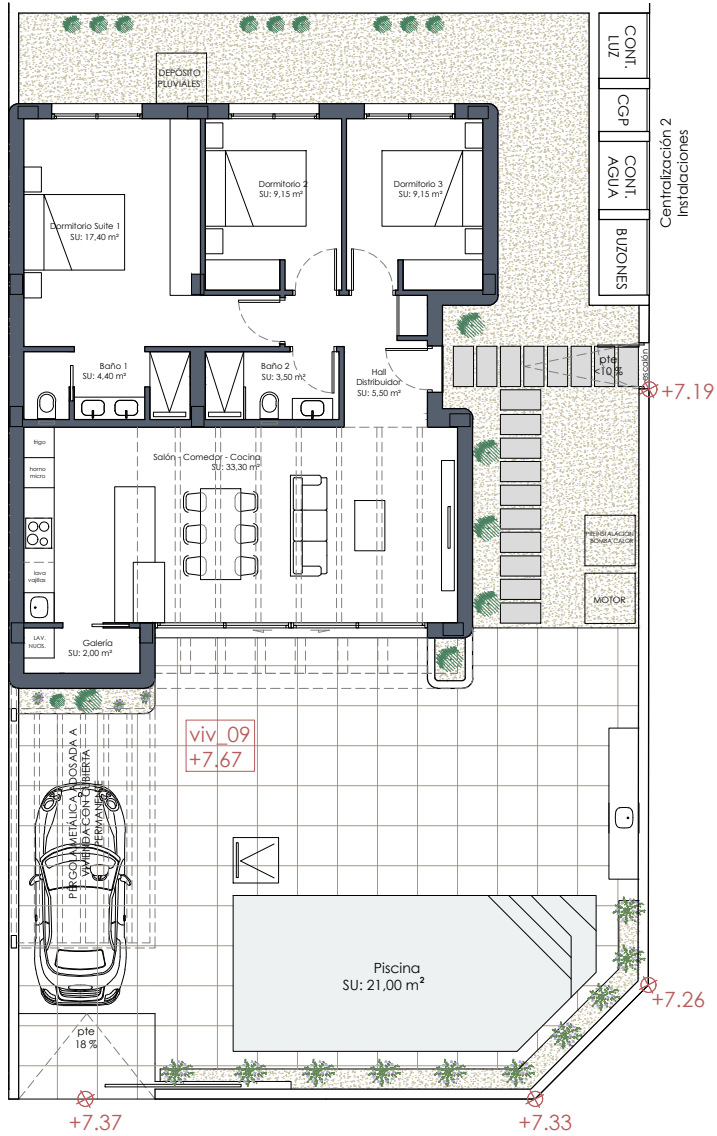 CONT.
LUZ
CGP
CONT.
AGUA
BUZONES
Centralización 2
Instalaciones
DEPÓSITO
PLUVIALES
Dormitorio Suite 1
SU: 17,40 m²
Dormitorio 2
SU: 9,15 m²
Dormitorio 3
SU: 9,15 m²
Baño 1
SU: 4,40 m²
Baño 2
SU: 3,50 m²
Hall
Distribuidor
SU: 5,50 m²
pte
<10 %
+7.19
frigo
horno
micro
lava
vajillas
Salón - Comedor - Cocina
SU: 33,30 m²
PREINSTALACIÓN
BOMBA CALOR
MOTOR
LAV.
Galería
SU: 2,00 m²
viv_09
+7.67
PERGOLA METÁLICA ADOSADA A
VIVIENDA CON CUBIERTA
PERMANENTE
Piscina
SU: 21,00 m²
+7.26
pte
18 %
+7.37
+7.33